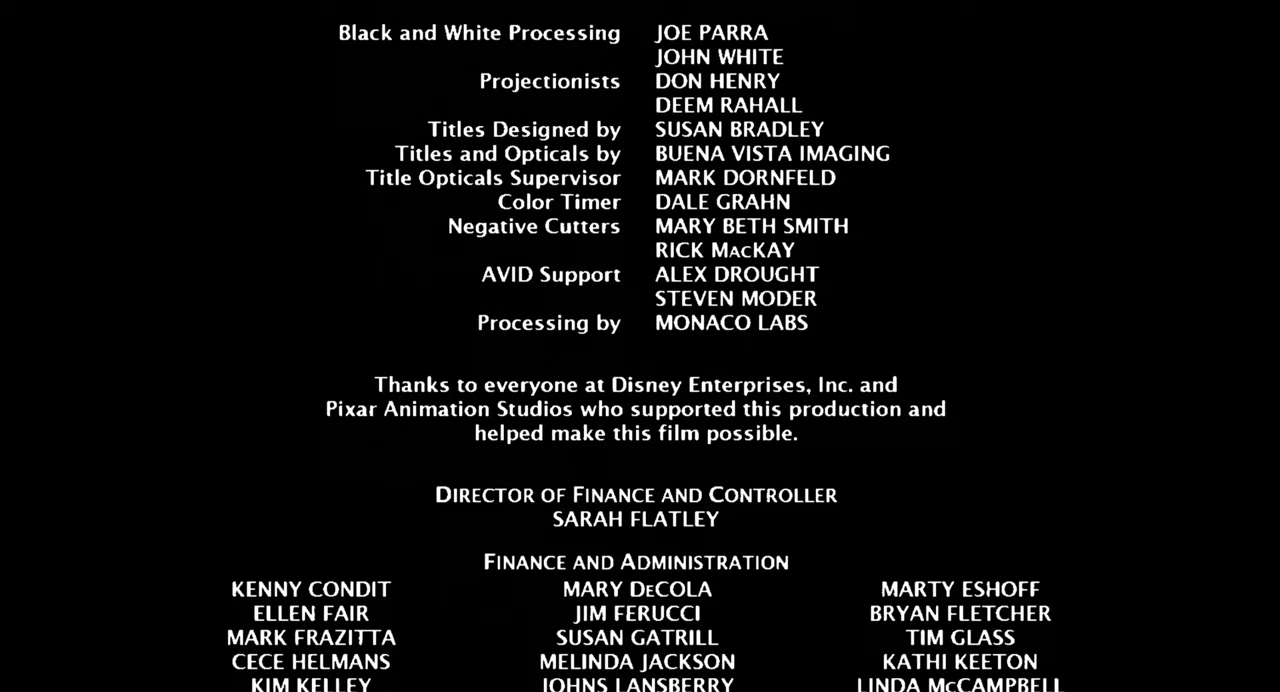 Black and White Processing JOE PARRA
JOHN WHITE
Projectionists DON HENRY
DEEM RAHALL
Titles Designed by SUSAN BRADLEY
Titles and Opticals by BUENA VISTA IMAGING
Title Opticals Supervisor MARK DORNFELD
Color Timer DALE GRAHN
Negative Cutters MARY BETH SMITH
RICK MACKAY
AVID Support ALEX DROUGHT
STEVEN MODER
Processing by MONACO LABS
Thanks to everyone at Disney Enterprises, Inc. and
Pixar Animation Studios who supported this production and
helped make this film possible.
DIRECTOR OF FINANCE AND CONTROLLER
SARAH FLATLEY
FINANCE AND ADMINISTRATION
KENNY CONDIT MARY DECOLA MARTY ESHOFF
ELLEN FAIR JIM FERUCCI BRYAN FLETCHER
MARK FRAZITTA SUSAN GATRILL TIM GLASS
CECE HELMANS MELINDA JACKSON KATHI KEETON
KIM KELLEY JOHNS LANSBERRY LINDA MCCAMPBELL